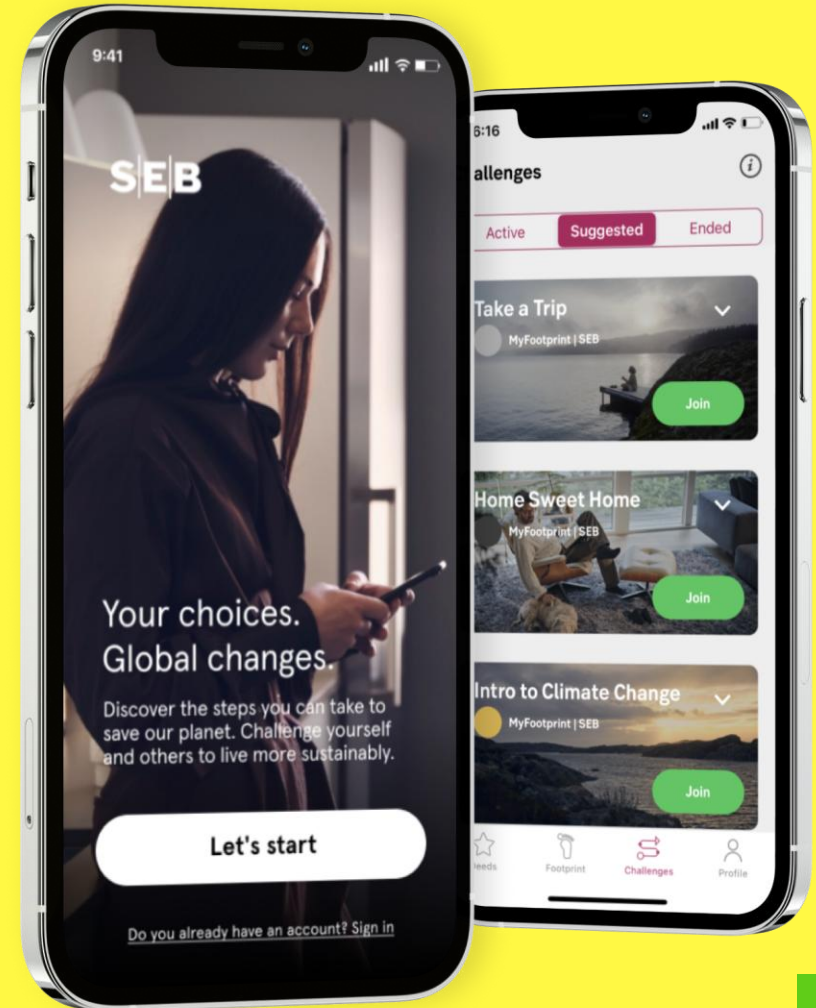 9:41
S|E|B
Your choices.
Global changes.
Discover the steps you can take to
save our planet. Challenge yourself
and others to live more sustainably.
Let's start
Do you already have an account? Sign in
6:16
allenges
Active Suggested Ended
Take a Trip
MyFootprint | SEB
Join
Home Sweet Home
MyFootprint | SEB
Join
Intro to Climate Change
MyFootprint | SEB
Join
eeds Footprint Challenges Profile